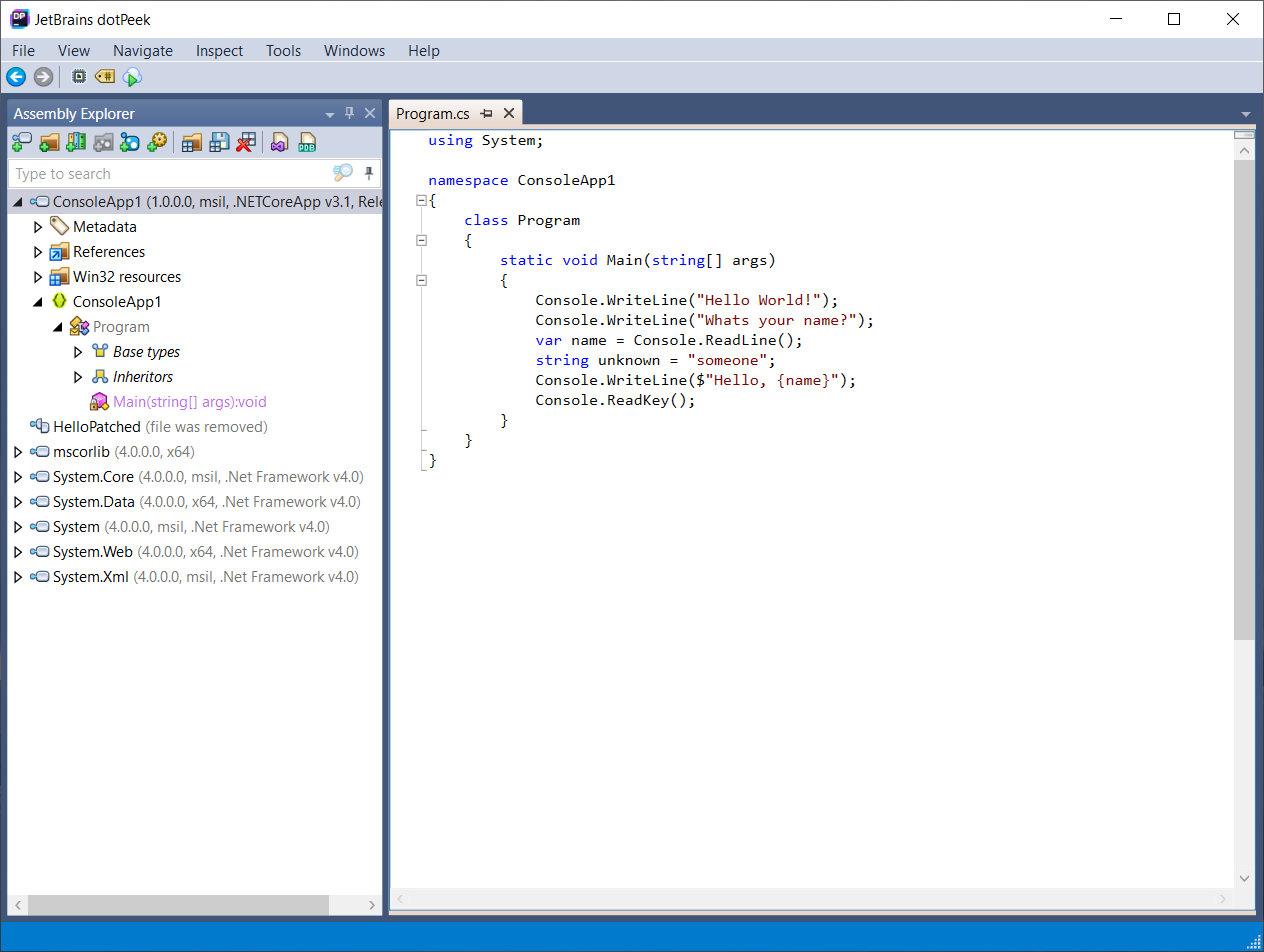 JetBrains dotPeek
File View Navigate Inspect Tools Windows Help
Assembly Explorer
Type to search
ConsoleApp1 (1.0.0.0, msil, .NETCoreApp v3.1, Rele
Metadata
References
Win32 resources
ConsoleApp1
Program
Base types
Inheritors
Main(string[] args):void
HelloPatched (file was removed)
mscorlib (4.0.0.0, x64)
System.Core (4.0.0.0, msil, .Net Framework v4.0)
System.Data (4.0.0.0, x64, .Net Framework v4.0)
System (4.0.0.0, msil, .Net Framework v4.0)
System.Web (4.0.0.0, x64, .Net Framework v4.0)
System.Xml (4.0.0.0, msil, .Net Framework v4.0)
Program.cs
using System;
namespace ConsoleApp1
{
class Program
{
static void Main(string[] args)
{
Console.WriteLine("Hello World!");
Console.WriteLine("Whats your name?");
var name = Console.ReadLine();
string unknown = "someone";
Console.WriteLine($"Hello, {name}");
Console.ReadKey();
}
}
}